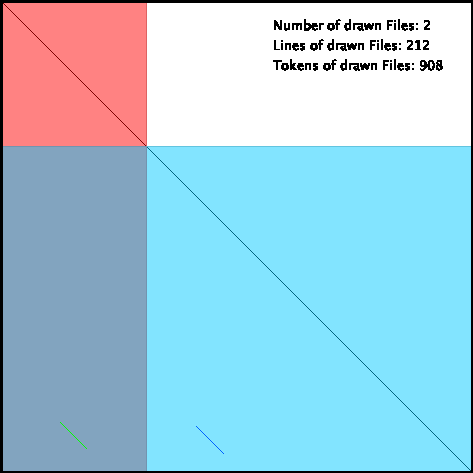 Number of drawn Files: 2
Lines of drawn Files: 212
Tokens of drawn Files: 908